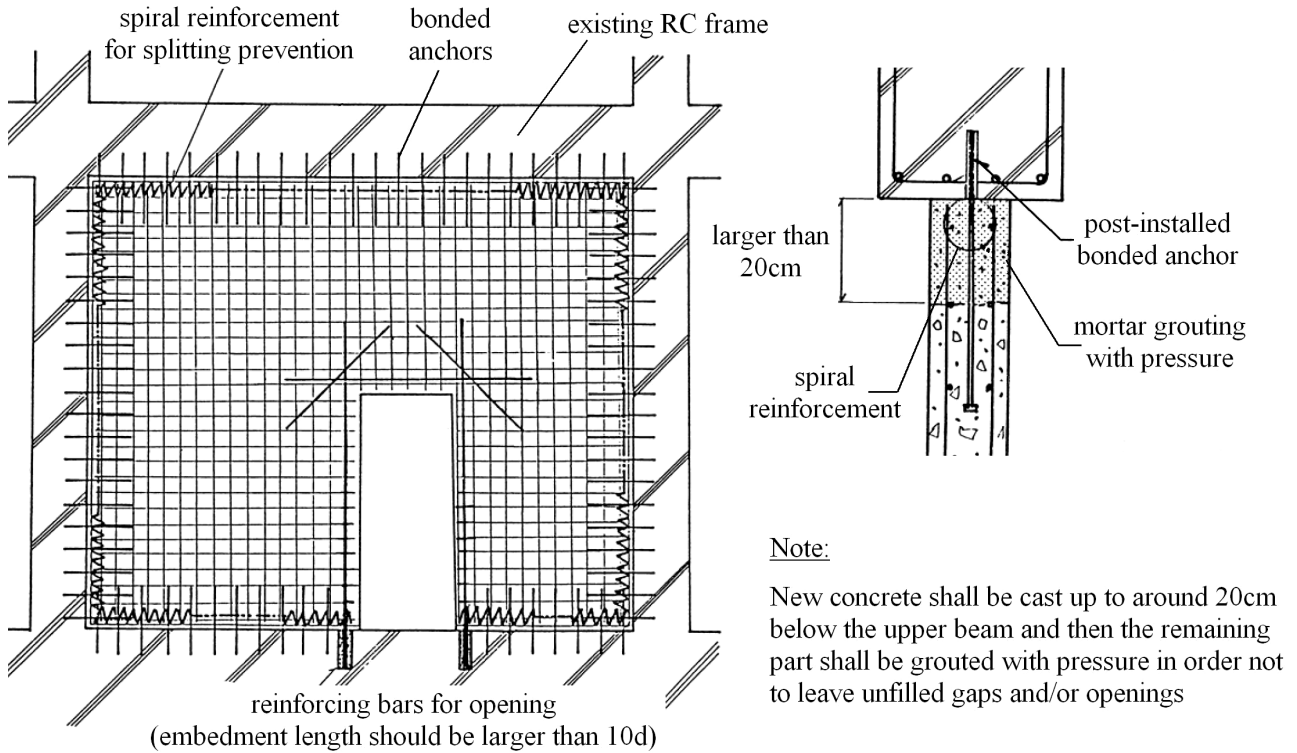 spiral reinforcement
for splitting prevention
bonded
anchors
existing RC frame
larger than
20cm
post-installed
bonded anchor
mortar grouting
with pressure
spiral
reinforcement
reinforcing bars for opening
(embedment length should be larger than 10d)
Note:
New concrete shall be cast up to around 20cm
below the upper beam and then the remaining
part shall be grouted with pressure in order not
to leave unfilled gaps and/or openings